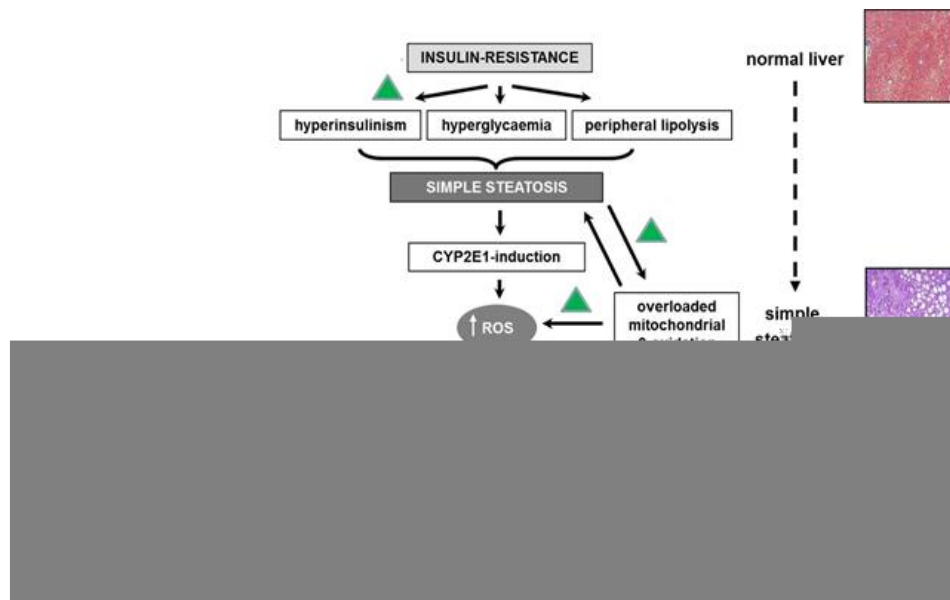 INSULIN-RESISTANCE
normal liver
hyperinsulinism
hyperglycaemia
peripheral lipolysis
SIMPLE STEATOSIS
CYP2E1-induction
overloaded
mitochondrial
simple
↑ ROS